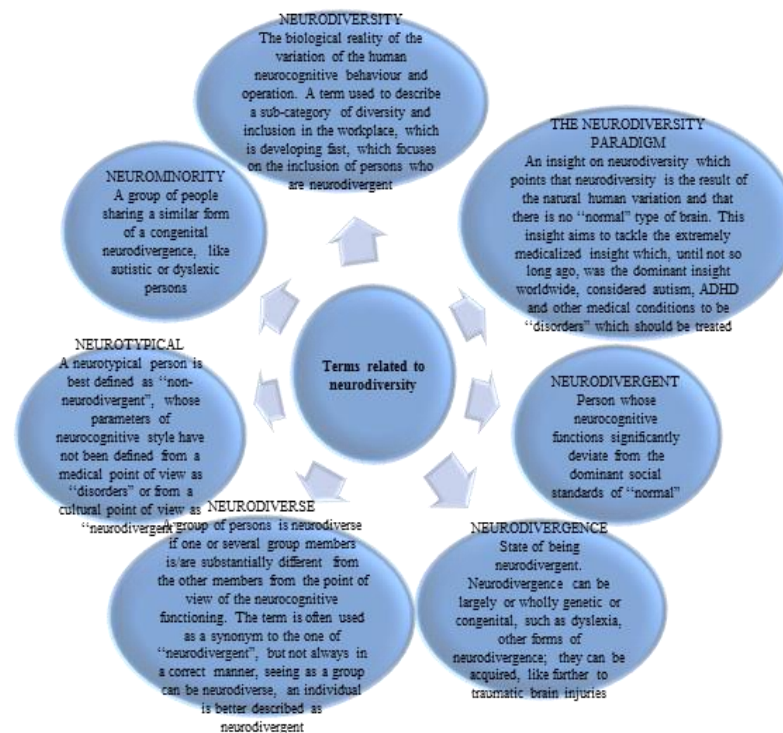 NEURODIVERSITY
The biological reality of the
variation of the human
neurocognitive behaviour and
operation. A term used to describe
a sub-category of diversity and
inclusion in the workplace, which
is developing fast, which focuses
on the inclusion of persons who
are neurodivergent
THE NEURODIVERSITY
PARADIGM
An insight on neurodiversity which
points that neurodiversity is the result of
the natural human variation and that
there is no “normal” type of brain. This
insight aims to tackle the extremely
medicalized insight which, until not so
long ago, was the dominant insight
worldwide, considered autism, ADHD
and other medical conditions to be
“disorders” which should be treated
NEURODIVERGENT
Person whose
neurocognitive
functions significantly
deviate from the
dominant social
standards of “normal”
NEURODIVERGENCE
State of being
neurodivergent.
Neurodivergence can be
largely or wholly genetic or
congenital, such as dyslexia,
other forms of
neurodivergence; they can be
acquired, like further to
traumatic brain injuries
NEURODIVERSE
A group of persons is neurodiverse
if one or several group members
is/are substantially different from
the other members from the point of
view of the neurocognitive
functioning. The term is often used
as a synonym to the one of
“neurodivergent”, but not always in
a correct manner, seeing as a group
can be neurodiverse, an individual
is better described as
neurodivergent
NEUROTYPICAL
A neurotypical person is
best defined as “non-
neurodivergent”, whose
parameters of
neurocognitive style have
not been defined from a
medical point of view as
“disorders” or from a
cultural point of view as
“neurodivergent”
NEUROMINORITY
A group of people
sharing a similar form
of a congenital
neurodivergence, like
autistic or dyslexic
persons
Terms related to
neurodiversity